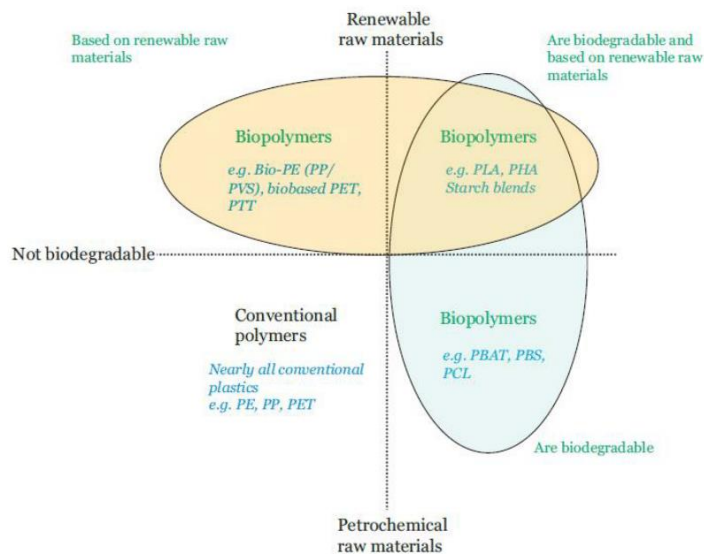 Renewable
raw materials
Based on renewable raw
materials
Are biodegradable and
based on renewable raw
materials
Biopolymers
e.g. Bio-PE (PP/
PVS), biobased PET,
PTT
Biopolymers
e.g. PLA, PHA
Starch blends
Not biodegradable
Conventional
polymers
Nearly all conventional
plastics
e.g. PE, PP, PET
Biopolymers
e.g. PBAT, PBS,
PCL
Are biodegradable
Petrochemical
raw materials